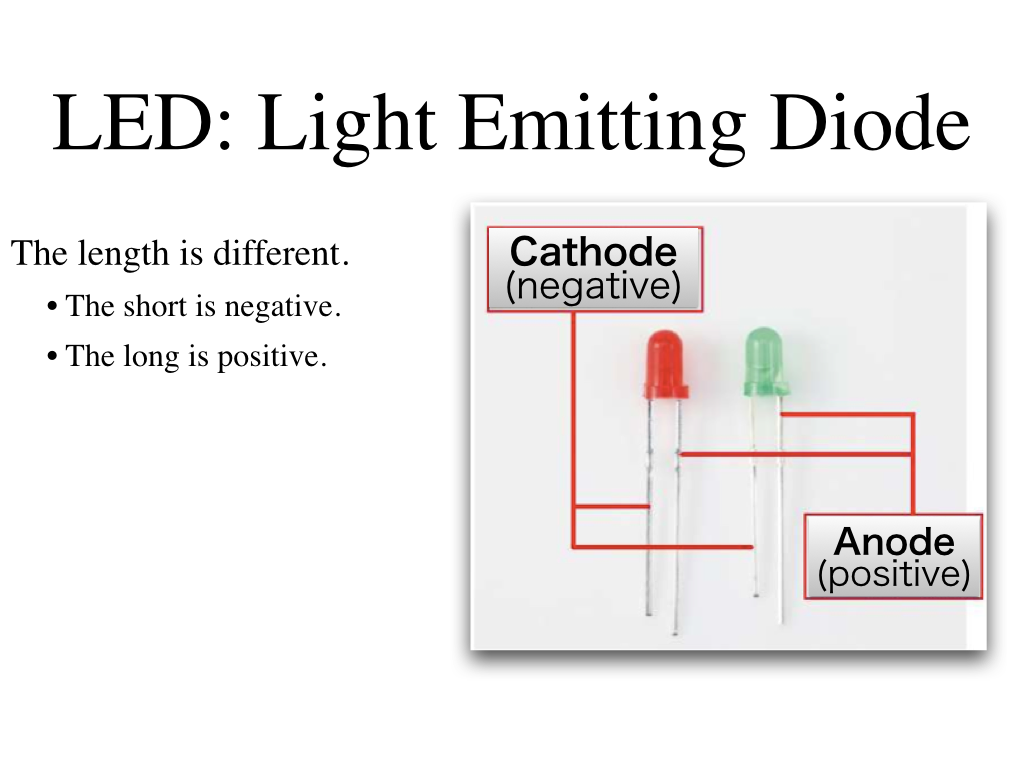 LED: Light Emitting Diode
The length is different.
• The short is negative.
• The long is positive.
Cathode
(negative)
Anode
(positive)